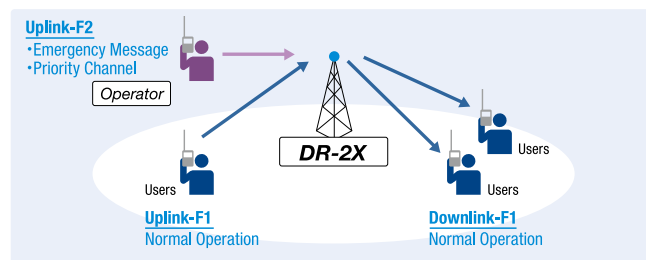 Uplink-F2
•Emergency Message
•Priority Channel
Operator
DR-2X
Users
Users
Users
Uplink-F1
Normal Operation
Downlink-F1
Normal Operation